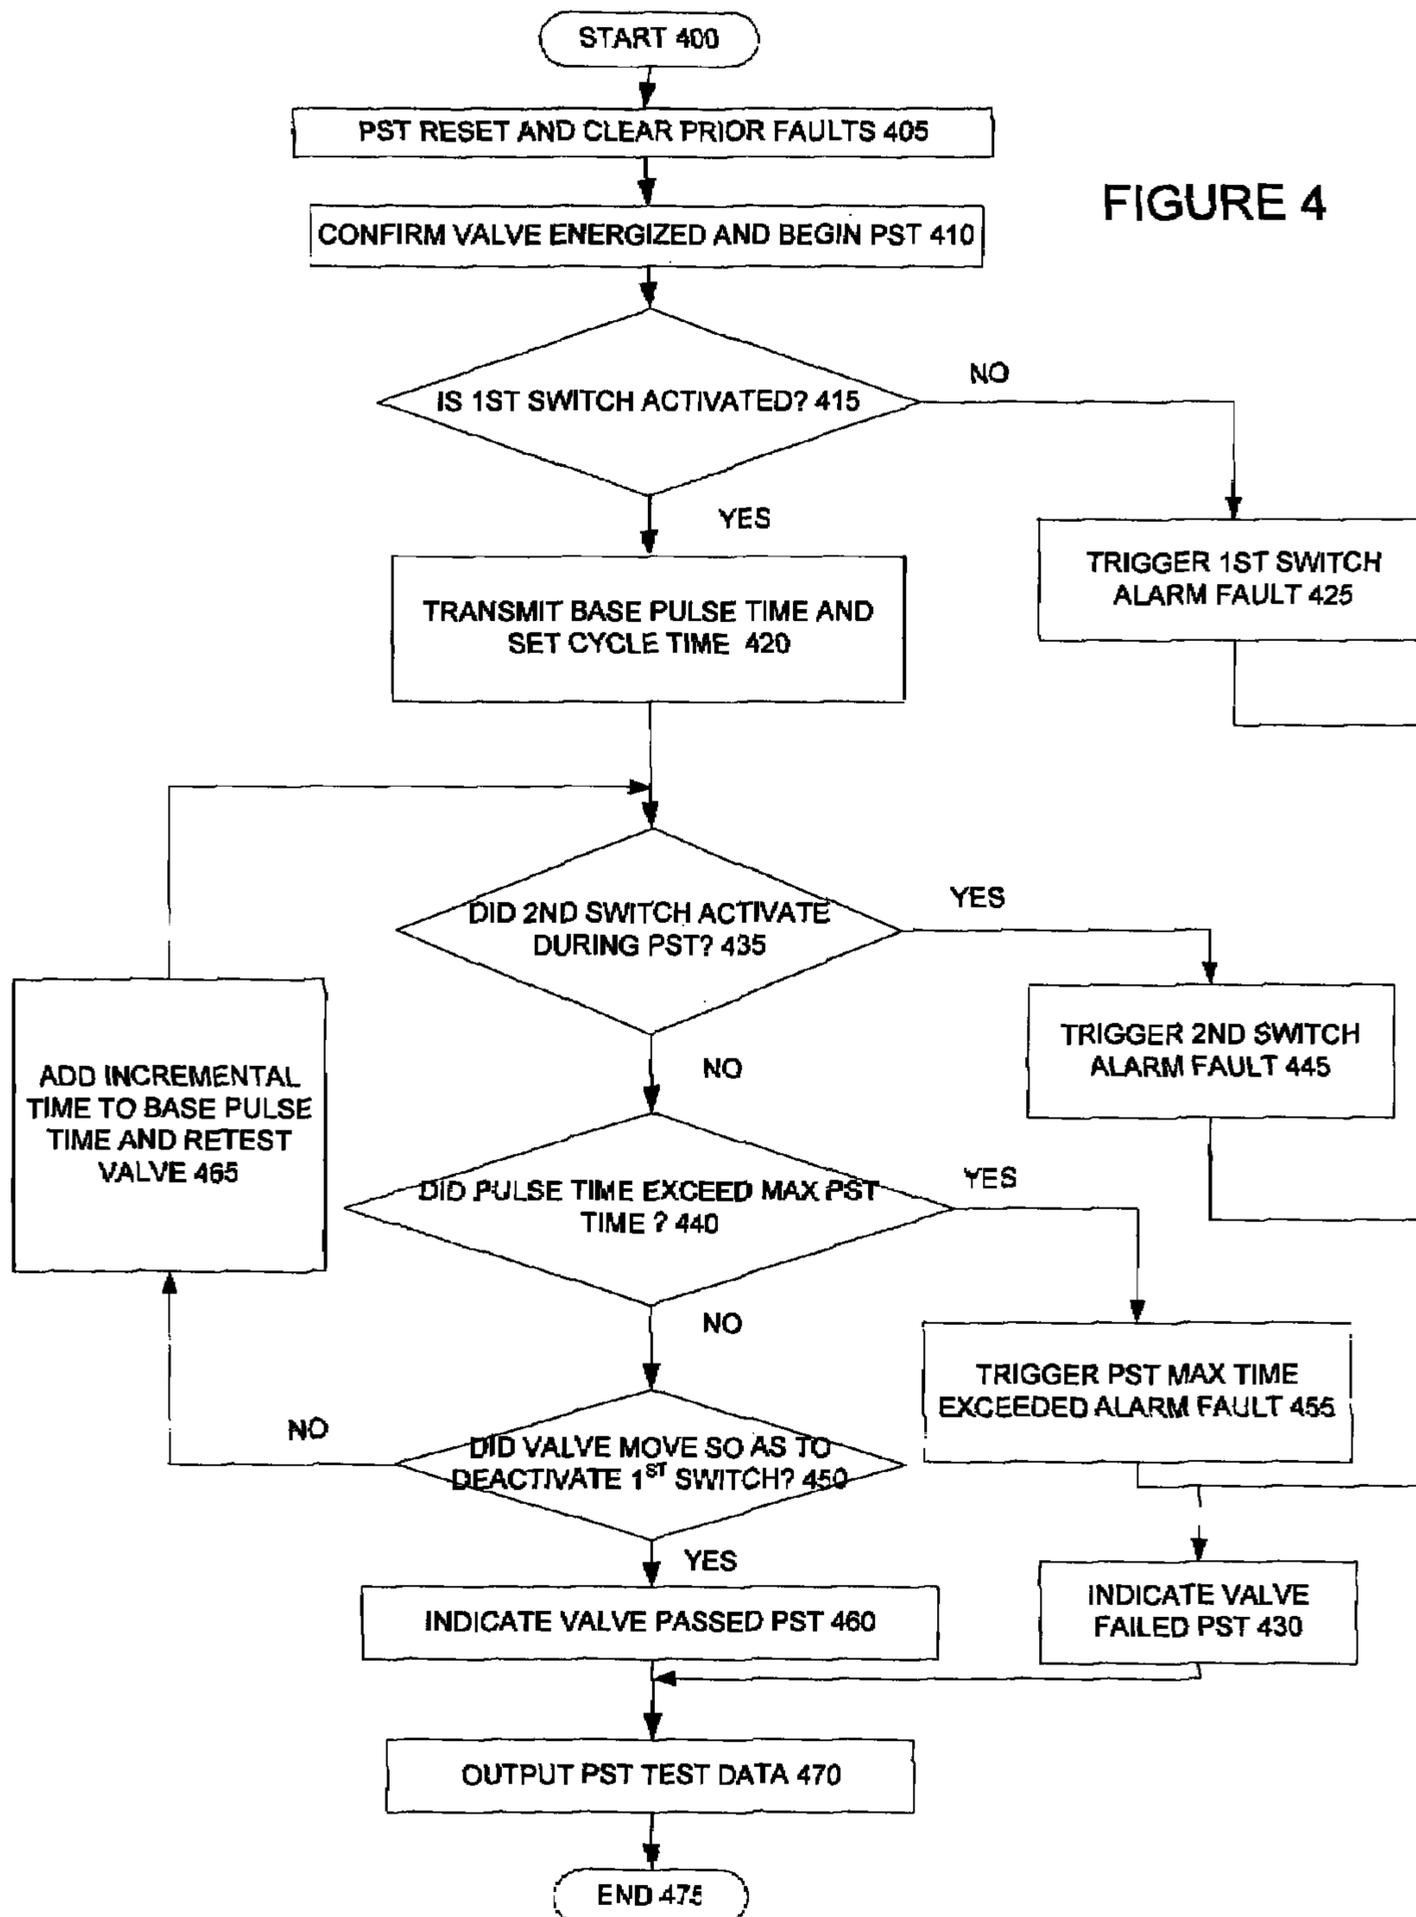 START 400
PST RESET AND CLEAR PRIOR FAULTS 405
FIGURE 4
CONFIRM VALVE ENERGIZED AND BEGIN PST 410
IS 1ST SWITCH ACTIVATED? 415
NO
YES
TRIGGER 1ST SWITCH
ALARM FAULT 425
TRANSMIT BASE PULSE TIME AND
SET CYCLE TIME 420
DID 2ND SWITCH ACTIVATE
DURING PST? 435
YES
NO
TRIGGER 2ND SWITCH
ALARM FAULT 445
ADD INCREMENTAL
TIME TO BASE PULSE
TIME AND RETEST
VALVE 465
DID PULSE TIME EXCEED MAX PST
TIME ? 440
YES
NO
TRIGGER PST MAX TIME
EXCEEDED ALARM FAULT 455
NO
DID VALVE MOVE SO AS TO
DEACTIVATE 1ST SWITCH? 450
YES
INDICATE VALVE PASSED PST 460
INDICATE VALVE
FAILED PST 430
OUTPUT PST TEST DATA 470
END 475